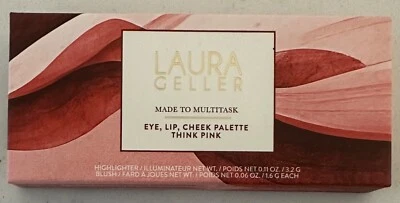 LAURA
GELLER
MADE TO MULTITASK
EYE, LIP, CHEEK PALETTE
THINK PINK
HIGHLIGHTER / ILLUMINATEUR NET WT. / POIDS NET 0.11 OZ / 3.2 G
BLUSH / FARD À JOUES NET WT. / POIDS NET 0.06 OZ / 1.6 G EACH